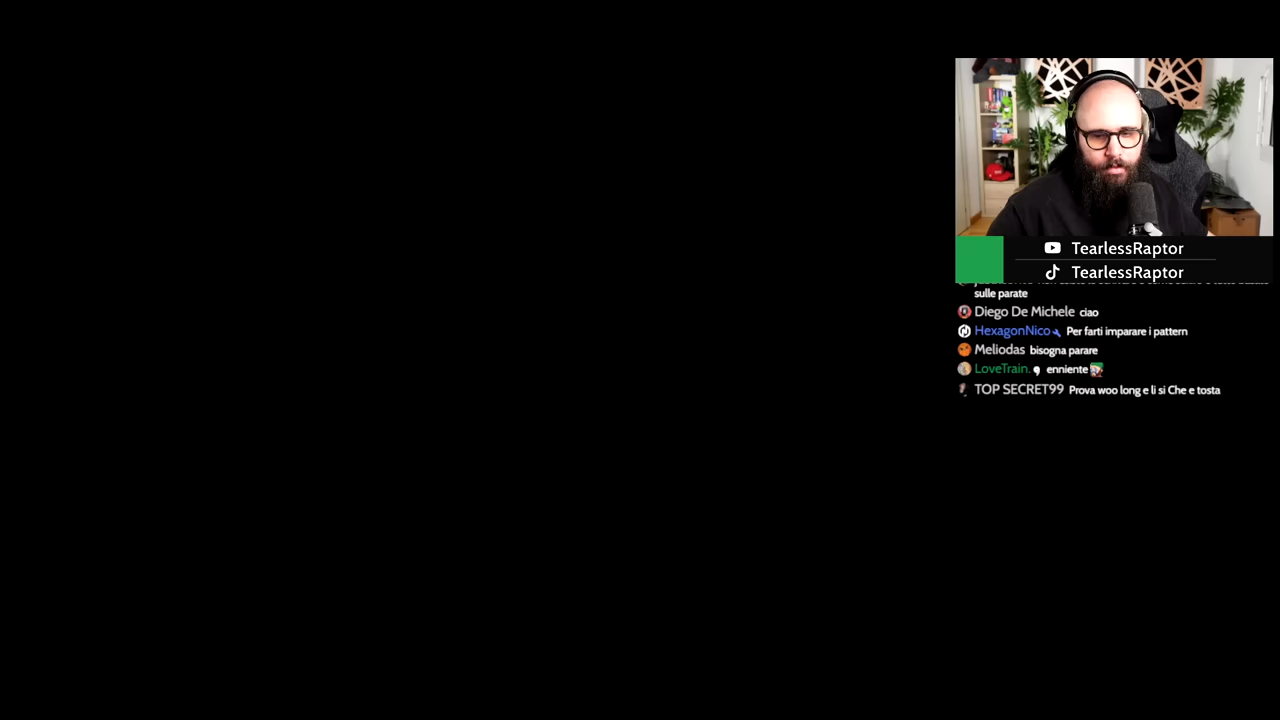 TearlessRaptor
TearlessRaptor
sulle parate
Diego De Michele ciao
HexagonNico Per farti imparare i pattern
Meliodas bisogna parare
LoveTrain. enniente
TOP SECRET99 Prova woo long e li si Che e tosta